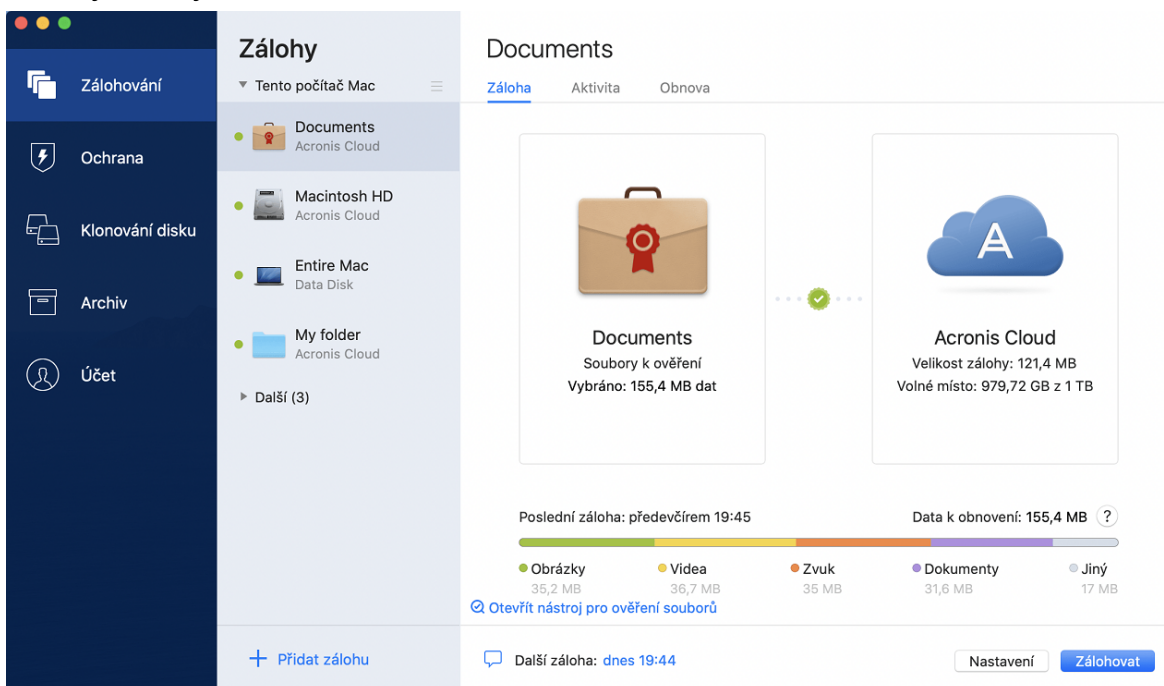 Zálohování
Ochrana
Klonování disku
Archiv
Účet
Zálohy
Tento počítač Mac
Documents
Acronis Cloud
Macintosh HD
Acronis Cloud
Entire Mac
Data Disk
My folder
Acronis Cloud
Další (3)
Přidat zálohu
Documents
Záloha Aktivita Obnova
Documents
Soubory k ověření
Vybráno: 155,4 MB dat
A
Acronis Cloud
Velikost zálohy: 121,4 MB
Volné místo: 979,72 GB z 1 TB
Poslední záloha: předevčírem 19:45 Data k obnovení: 155,4 MB ?
Obrázky Videa Zvuk Dokumenty Jiný
35,2 MB 36,7 MB 35 MB 31,6 MB 17 MB
Otevřít nástroj pro ověření souborů
Další záloha: dnes 19:44 Nastavení Zálohovat